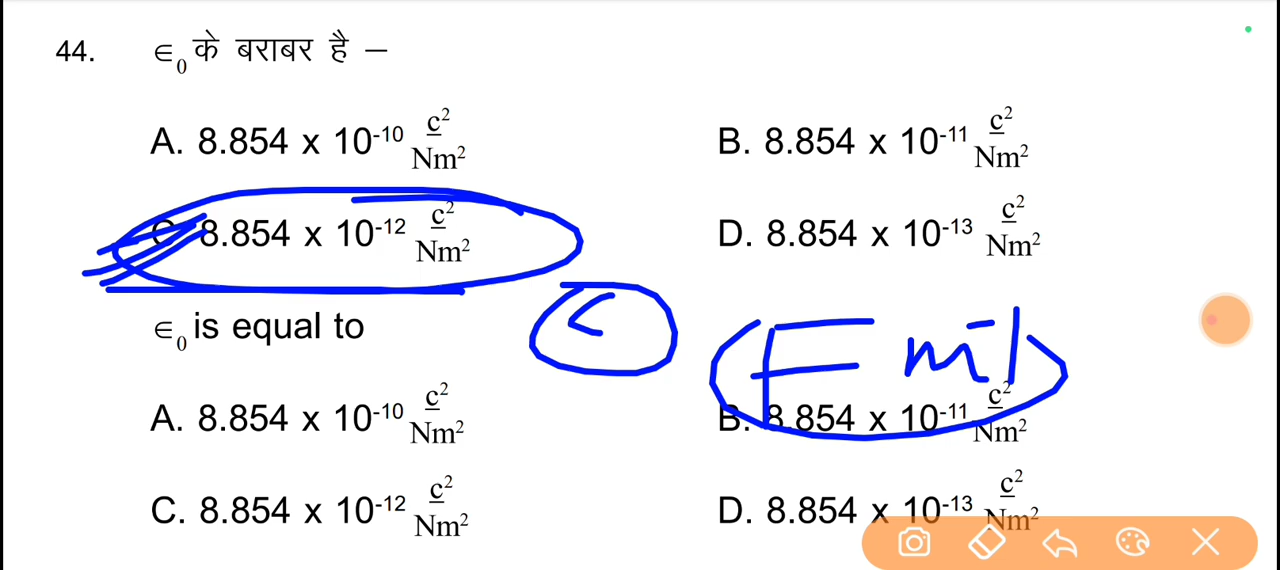 44. ∈₀ के बराबर है –
A. 8.854 x 10⁻¹⁰ c²/Nm² B. 8.854 x 10⁻¹¹ c²/Nm²
C. 8.854 x 10⁻¹² c²/Nm² D. 8.854 x 10⁻¹³ c²/Nm²
∈₀ is equal to
C
(F m⁻¹)
A. 8.854 x 10⁻¹⁰ c²/Nm² B. 8.854 x 10⁻¹¹ c²/Nm²
C. 8.854 x 10⁻¹² c²/Nm² D. 8.854 x 10⁻¹³ c²/Nm²